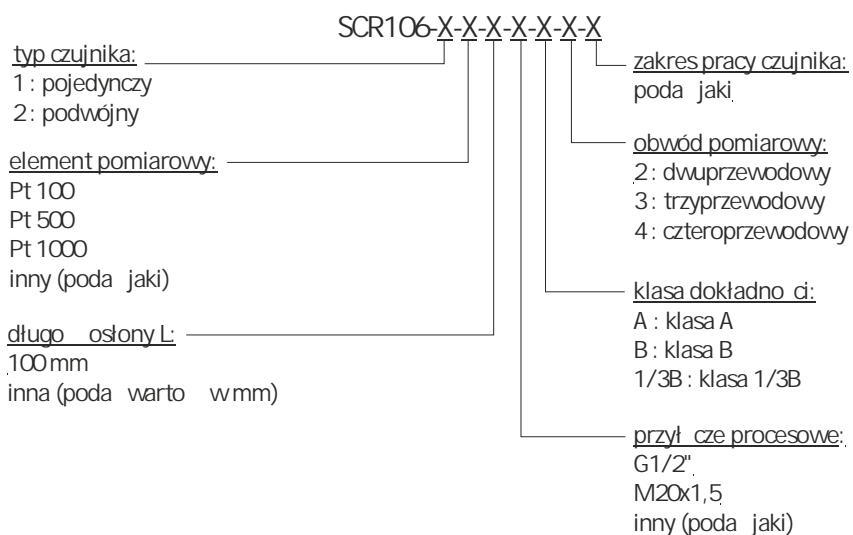 SCR106-X-X-X-X-X-X-X
typ czujnika:
1: pojedynczy
2: podwójny
element pomiarowy:
Pt 100
Pt 500
Pt 1000
inny (poda jaki)
długo osłony L:
100 mm
inna (poda warto w mm)
zakres pracy czujnika:
poda jaki
obwód pomiarowy:
2: dwuprzewodowy
3: trzyprzewodowy
4: czteroprzewodowy
klasa dokładno ci:
A : klasa A
B : klasa B
1/3B : klasa 1/3B
przył cze procesowe:
G1/2"
M20x1,5
inny (poda jaki)